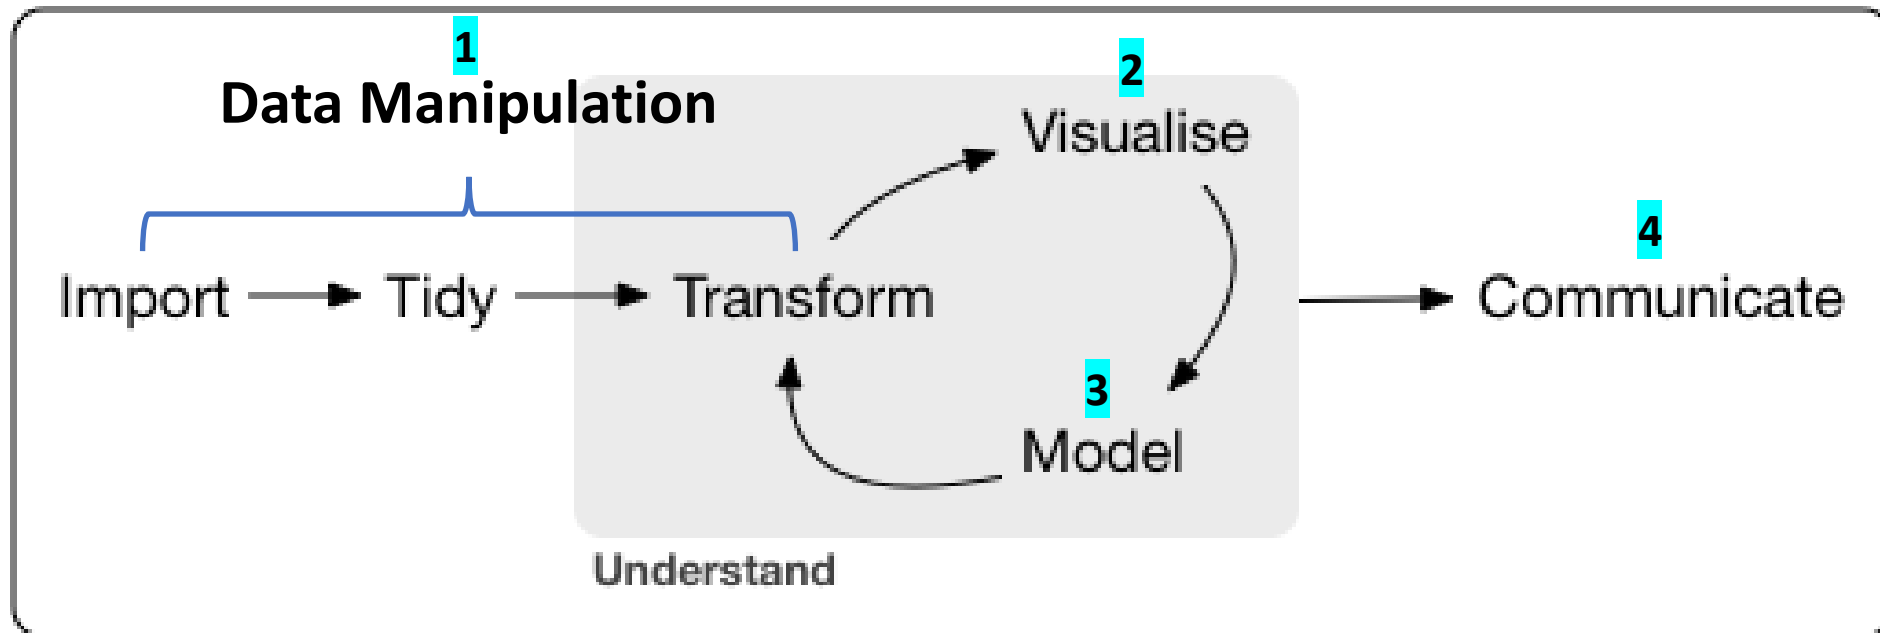 1
Data Manipulation
2
Visualise
Import
Tidy
Transform
4
Communicate
3
Model
Understand